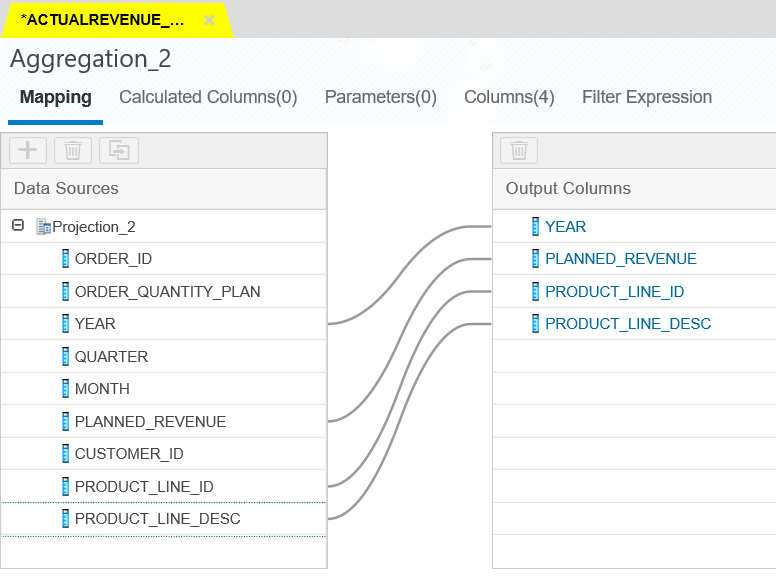 *ACTUALREVENUE_...
Aggregation_2
Mapping Calculated Columns(0) Parameters(0) Columns(4) Filter Expression
Data Sources
Projection_2
ORDER_ID
ORDER_QUANTITY_PLAN
YEAR
QUARTER
MONTH
PLANNED_REVENUE
CUSTOMER_ID
PRODUCT_LINE_ID
PRODUCT_LINE_DESC
Output Columns
YEAR
PLANNED_REVENUE
PRODUCT_LINE_ID
PRODUCT_LINE_DESC